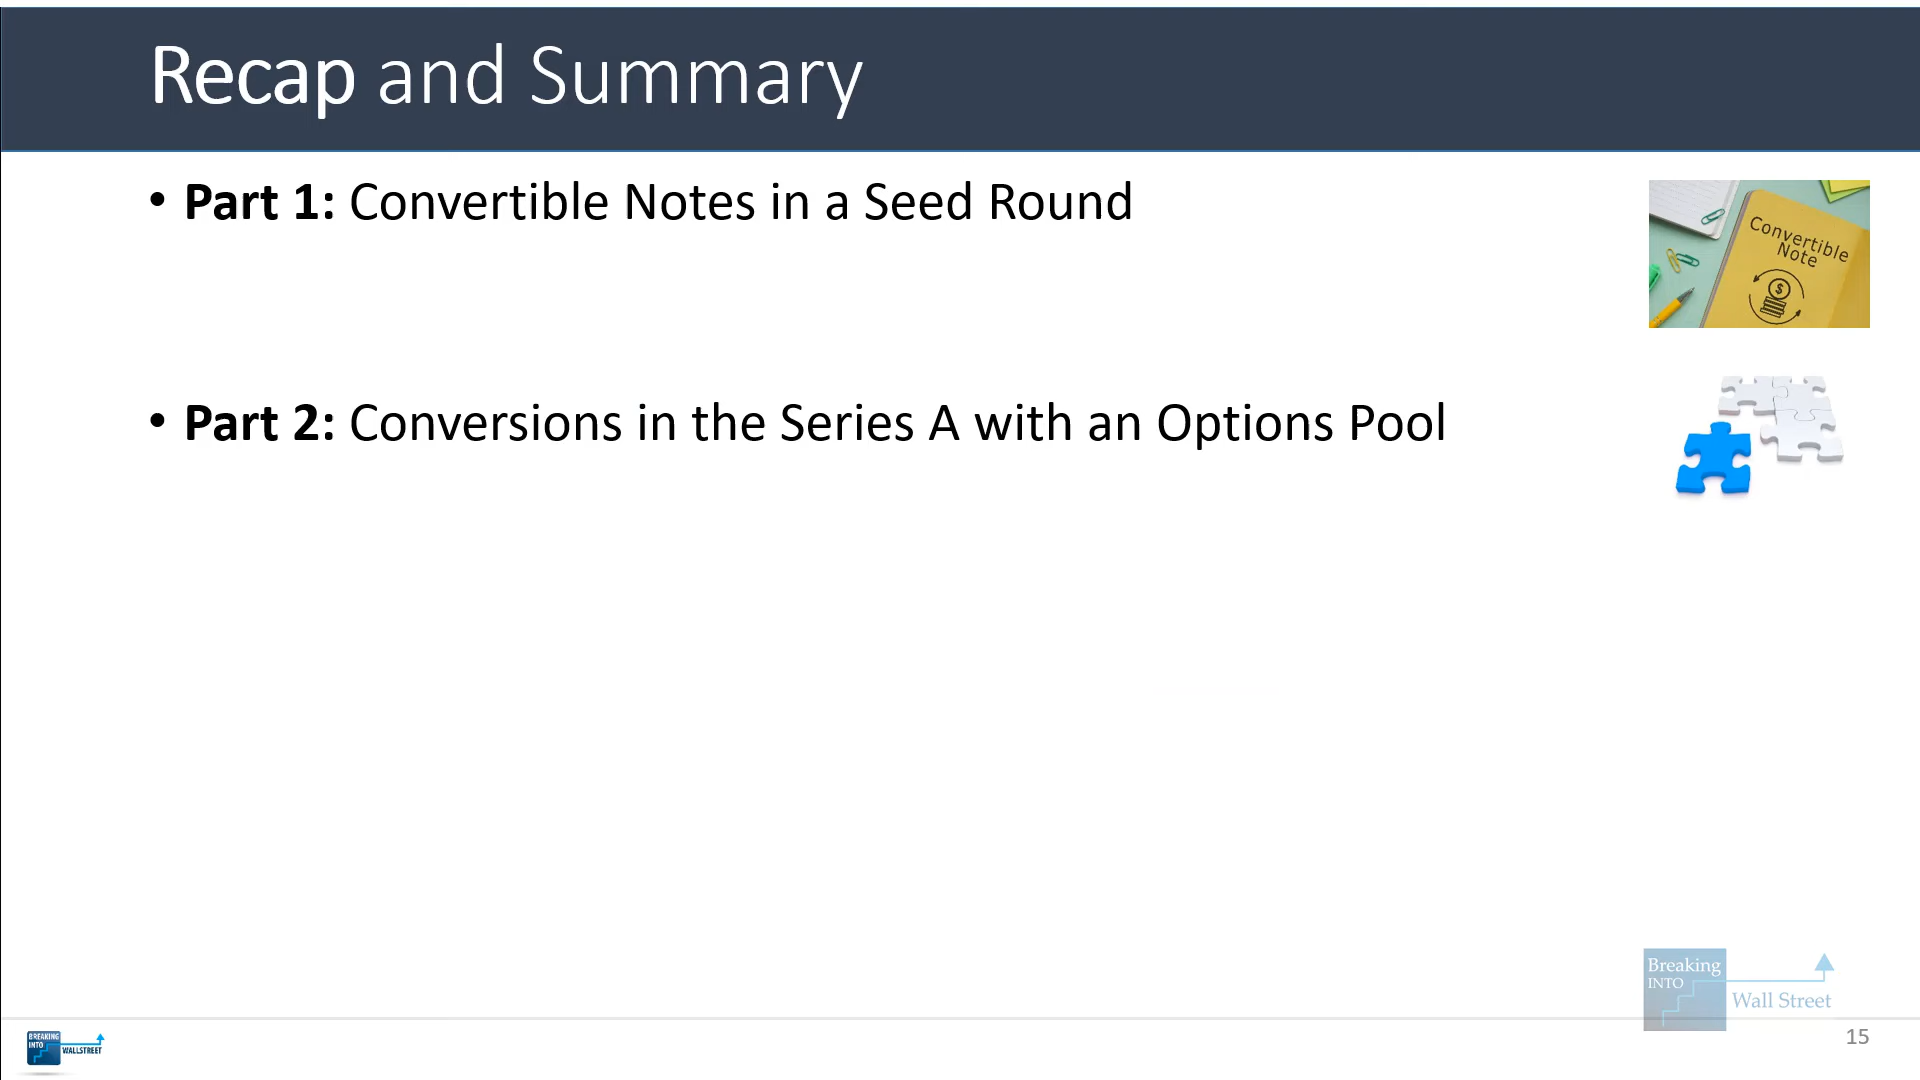 Recap and Summary
• Part 1: Convertible Notes in a Seed Round
Convertible
Note
$
• Part 2: Conversions in the Series A with an Options Pool
Breaking
INTO
Wall Street
BREAKING
INTO
WALLSTREET
15